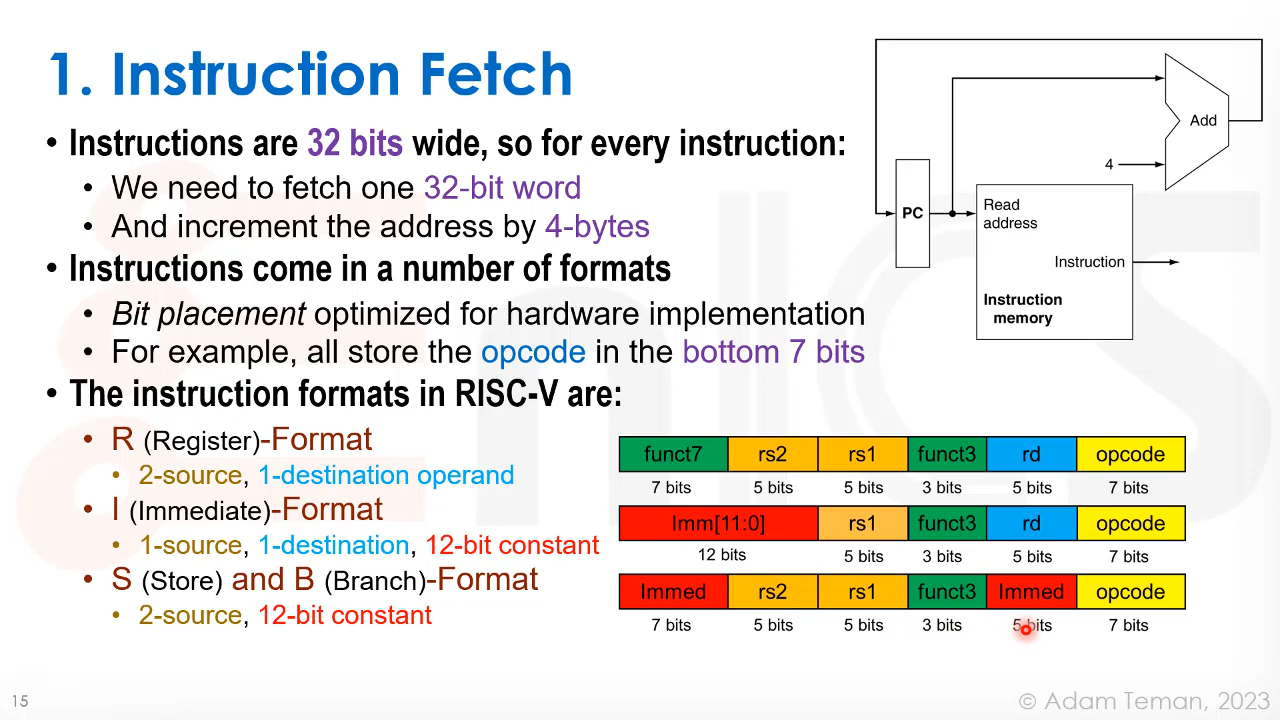 1. Instruction Fetch
• Instructions are 32 bits wide, so for every instruction:
• We need to fetch one 32-bit word
• And increment the address by 4-bytes
• Instructions come in a number of formats
• Bit placement optimized for hardware implementation
• For example, all store the opcode in the bottom 7 bits
• The instruction formats in RISC-V are:
• R (Register)-Format
• 2-source, 1-destination operand
• I (Immediate)-Format
• 1-source, 1-destination, 12-bit constant
• S (Store) and B (Branch)-Format
• 2-source, 12-bit constant
Add
4
PC
Read
address
Instruction
Instruction
memory
funct7 rs2 rs1 funct3 rd opcode
7 bits 5 bits 5 bits 3 bits 5 bits 7 bits
Imm[11:0] rs1 funct3 rd opcode
12 bits 5 bits 3 bits 5 bits 7 bits
Immed rs2 rs1 funct3 Immed opcode
7 bits 5 bits 5 bits 3 bits 5 bits 7 bits
15
© Adam Teman, 2023